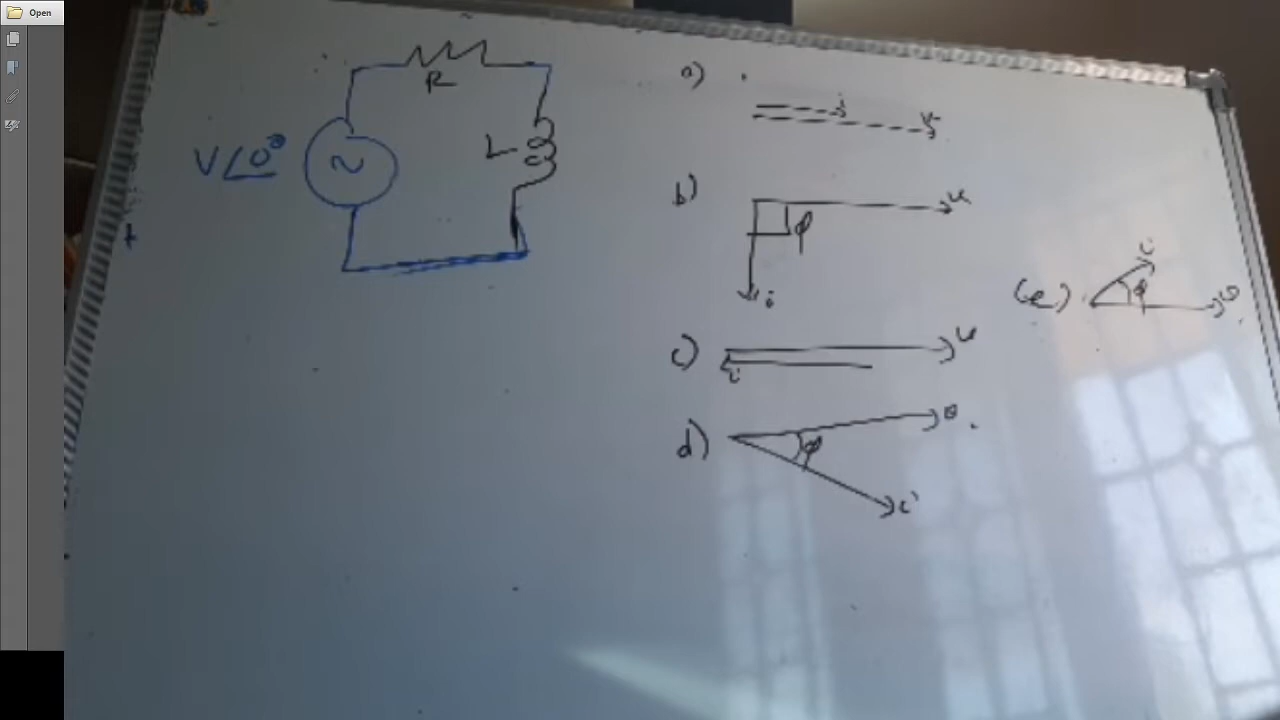 Open
R
V∠0°
L
a)
i
v
b)
v
φ
i
(e)
i
φ
v
c)
v
i
d)
v
φ
i